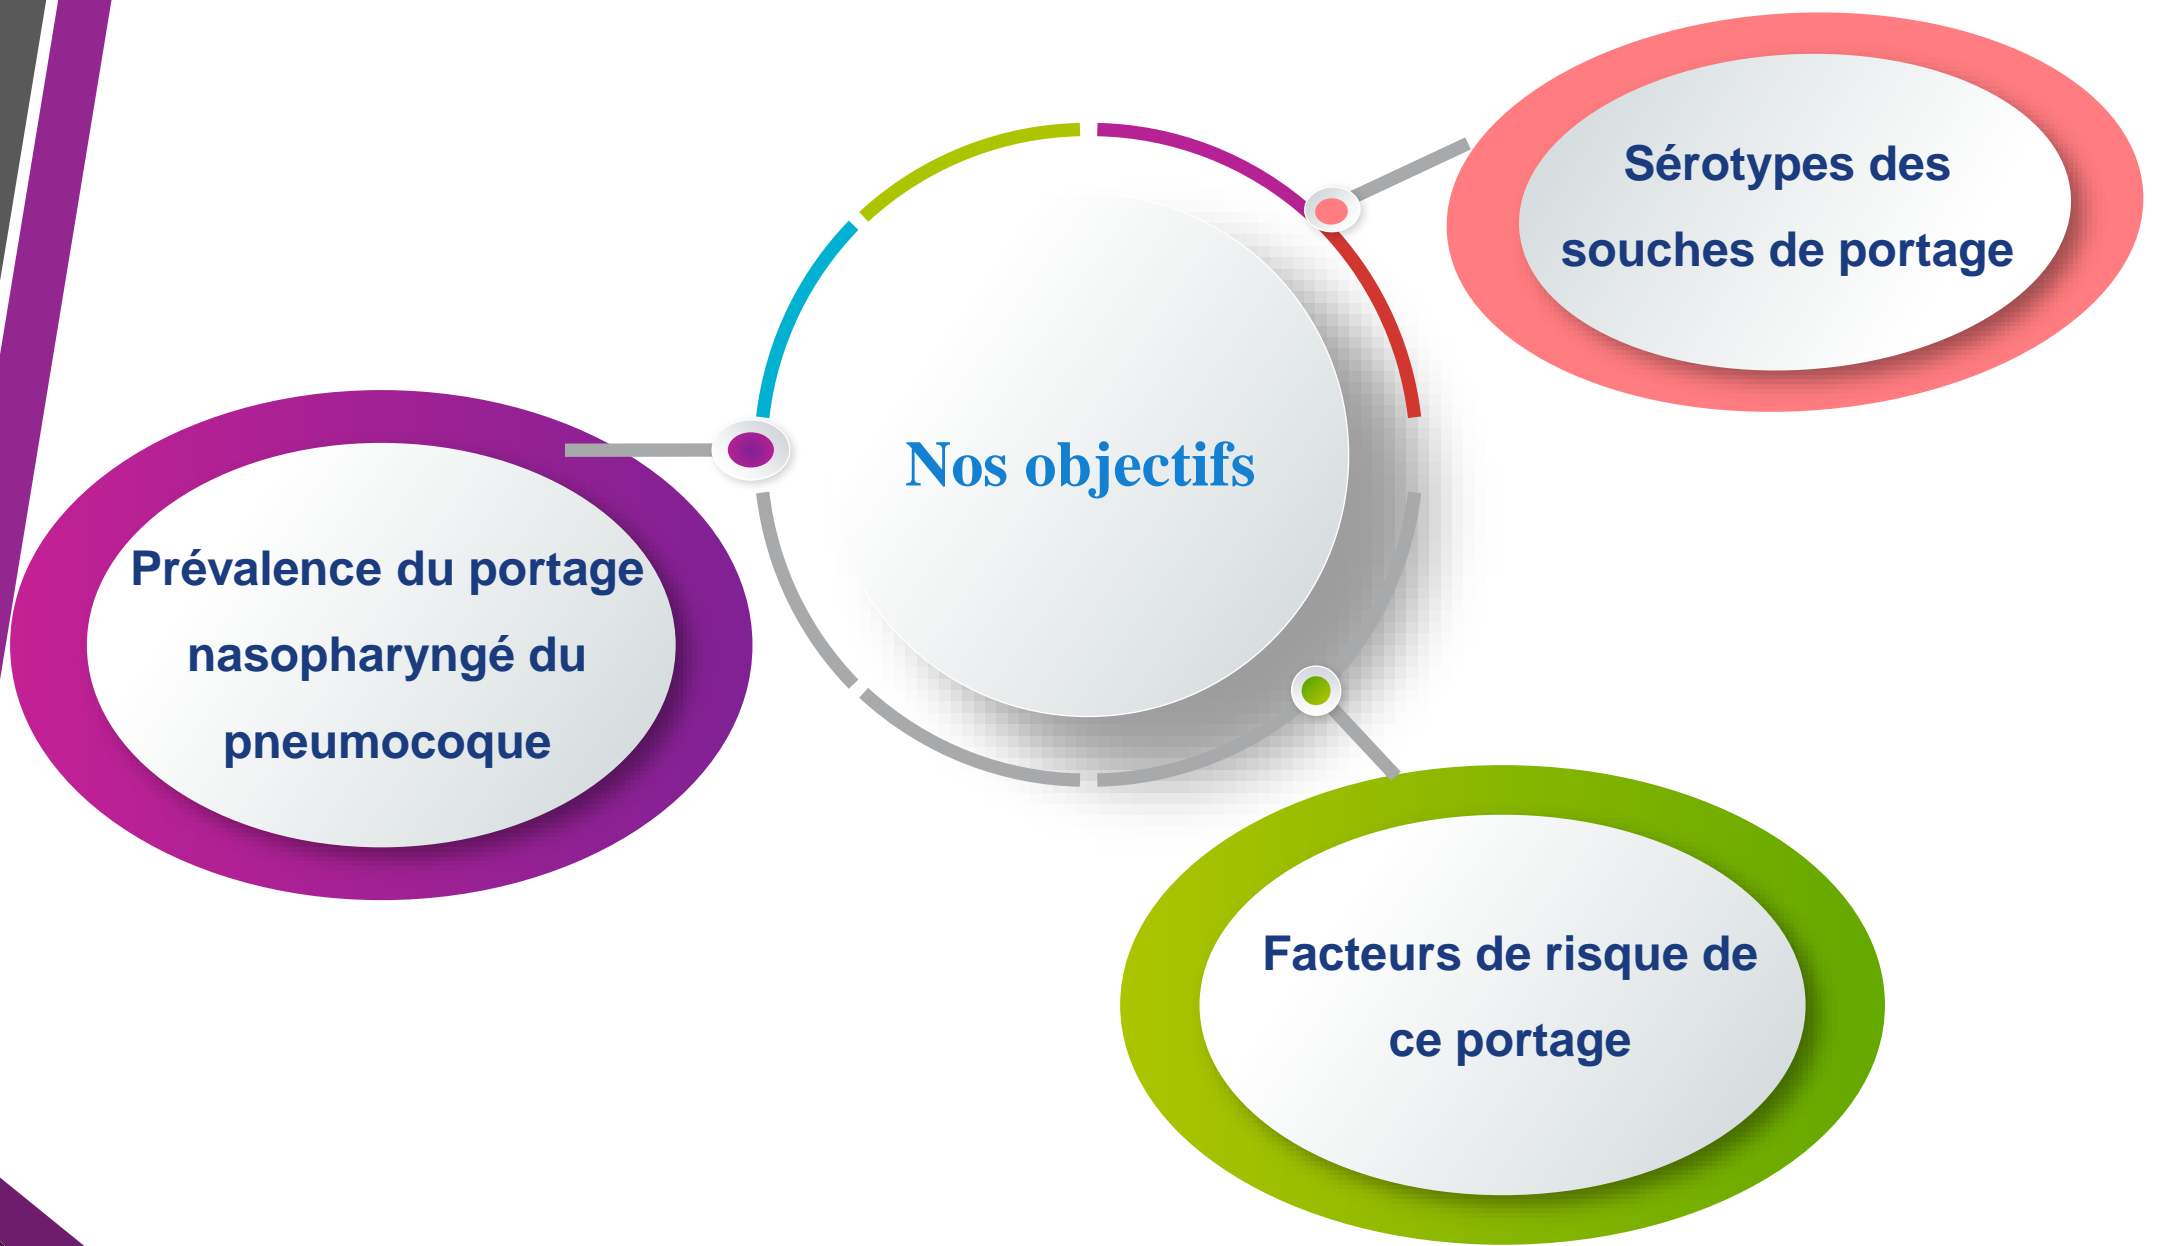 Nos objectifs
Prévalence du portage
nasopharyngé du
pneumocoque
Sérotypes des
souches de portage
Facteurs de risque de
ce portage